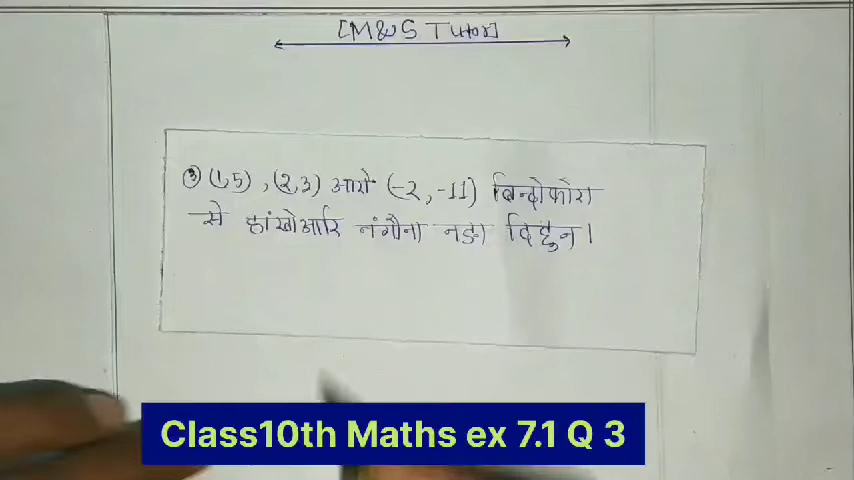 [M&S Tutor]
③ (1,5), (2,3) आरो (-2, -11) बिन्दोफोरा
से हांखोआरि नंगौना नङा दिहुन।
Class10th Maths ex 7.1 Q 3